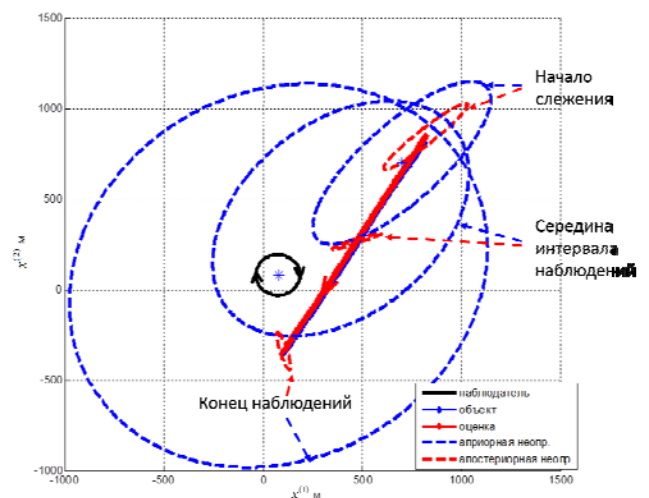 1500
1000
500
0
-500
-1000
-1000
-500
0
500
1000
1500
x⁽²⁾ м
x⁽¹⁾ м
Начало
слежения
Середина
интервала
наблюдений
Конец наблюдений
наблюдатель
объект
оценка
априорная неопр.
апостериорная неопр